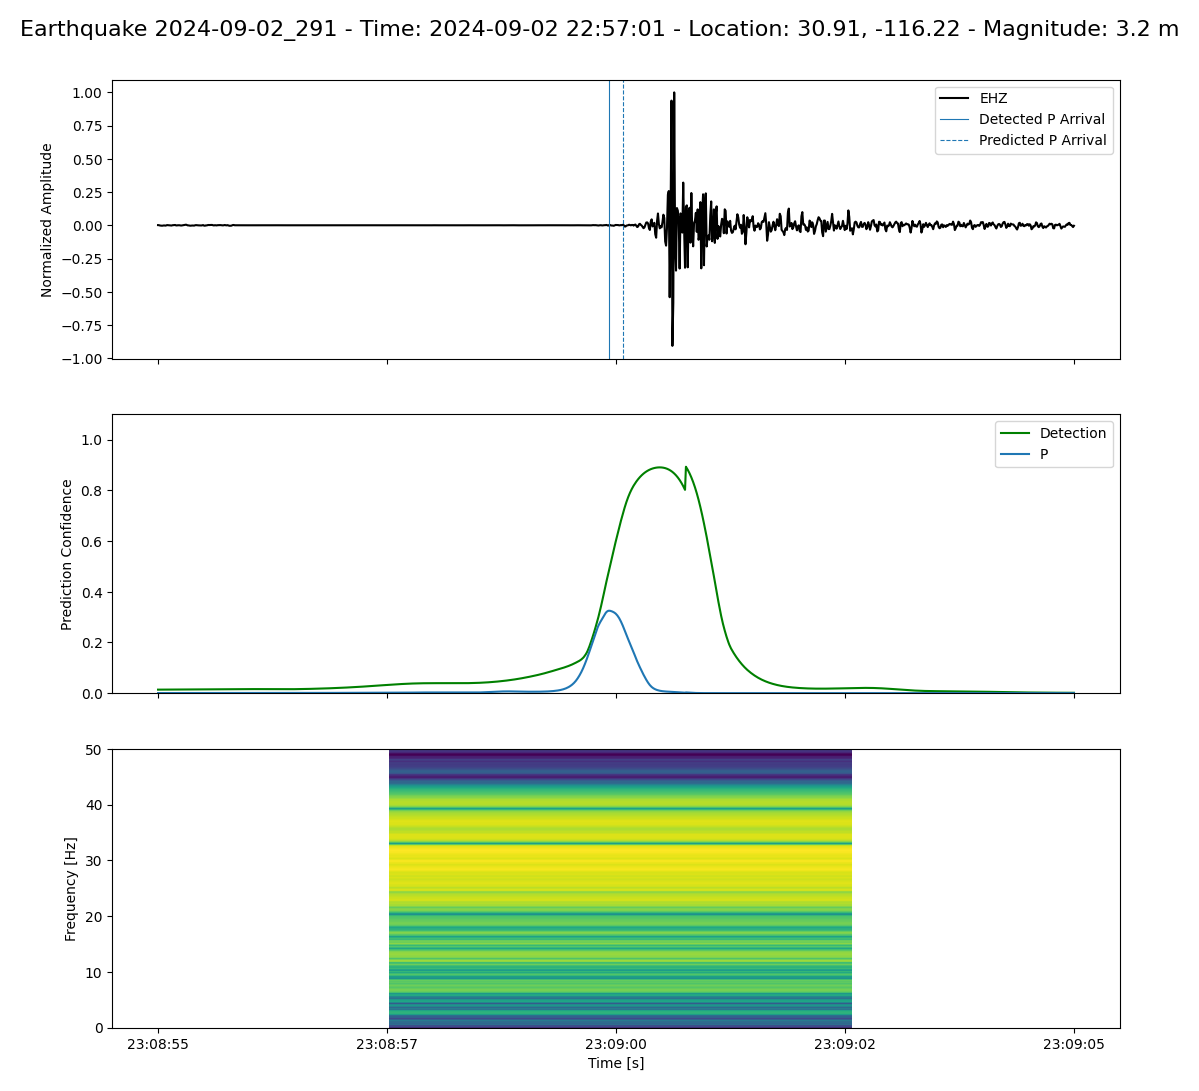 Earthquake 2024-09-02_291 - Time: 2024-09-02 22:57:01 - Location: 30.91, -116.22 - Magnitude: 3.2 m
EHZ
Detected P Arrival
Predicted P Arrival
1.00
0.75
0.50
0.25
0.00
−0.25
−0.50
−0.75
−1.00
Normalized Amplitude
Detection
P
1.0
0.8
0.6
0.4
0.2
0.0
Prediction Confidence
50
40
30
20
10
0
Frequency [Hz]
23:08:55 23:08:57 23:09:00 23:09:02 23:09:05
Time [s]